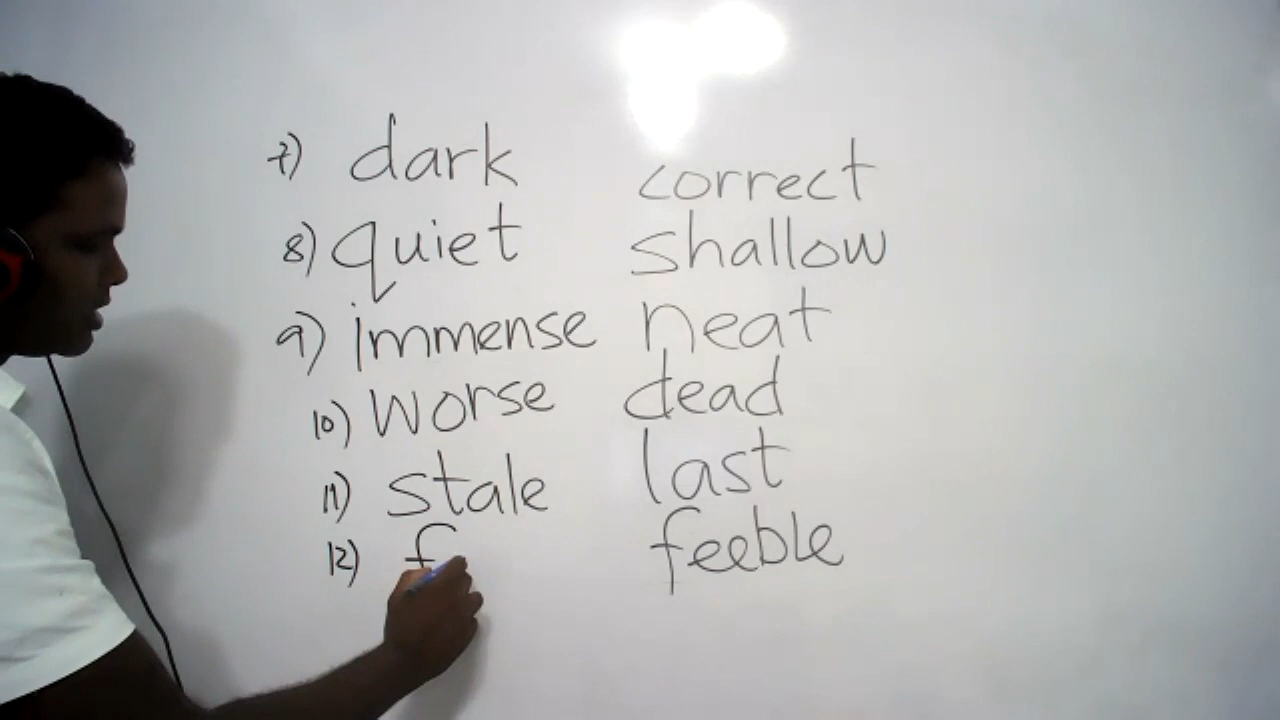 7) dark correct
8) quiet shallow
9) immense neat
10) worse dead
11) stale last
12) f feeble